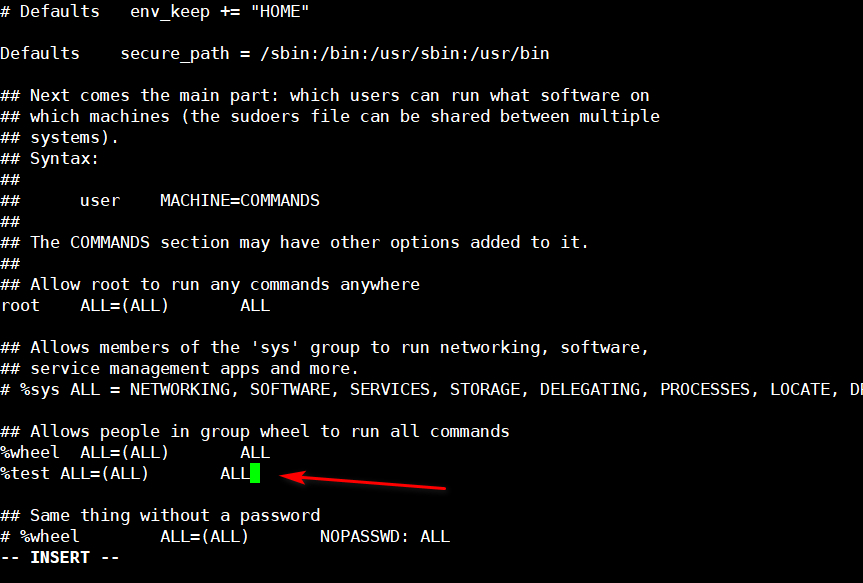 # Defaults   env_keep += "HOME"
Defaults    secure_path = /sbin:/bin:/usr/sbin:/usr/bin
## Next comes the main part: which users can run what software on
## which machines (the sudoers file can be shared between multiple
## systems).
## Syntax:
##
##      user    MACHINE=COMMANDS
##
## The COMMANDS section may have other options added to it.
##
## Allow root to run any commands anywhere
root    ALL=(ALL)       ALL
## Allows members of the 'sys' group to run networking, software,
## service management apps and more.
# %sys ALL = NETWORKING, SOFTWARE, SERVICES, STORAGE, DELEGATING, PROCESSES, LOCATE,
## Allows people in group wheel to run all commands
%wheel  ALL=(ALL)       ALL
%test ALL=(ALL)       ALL
## Same thing without a password
# %wheel        ALL=(ALL)       NOPASSWD: ALL
-- INSERT --